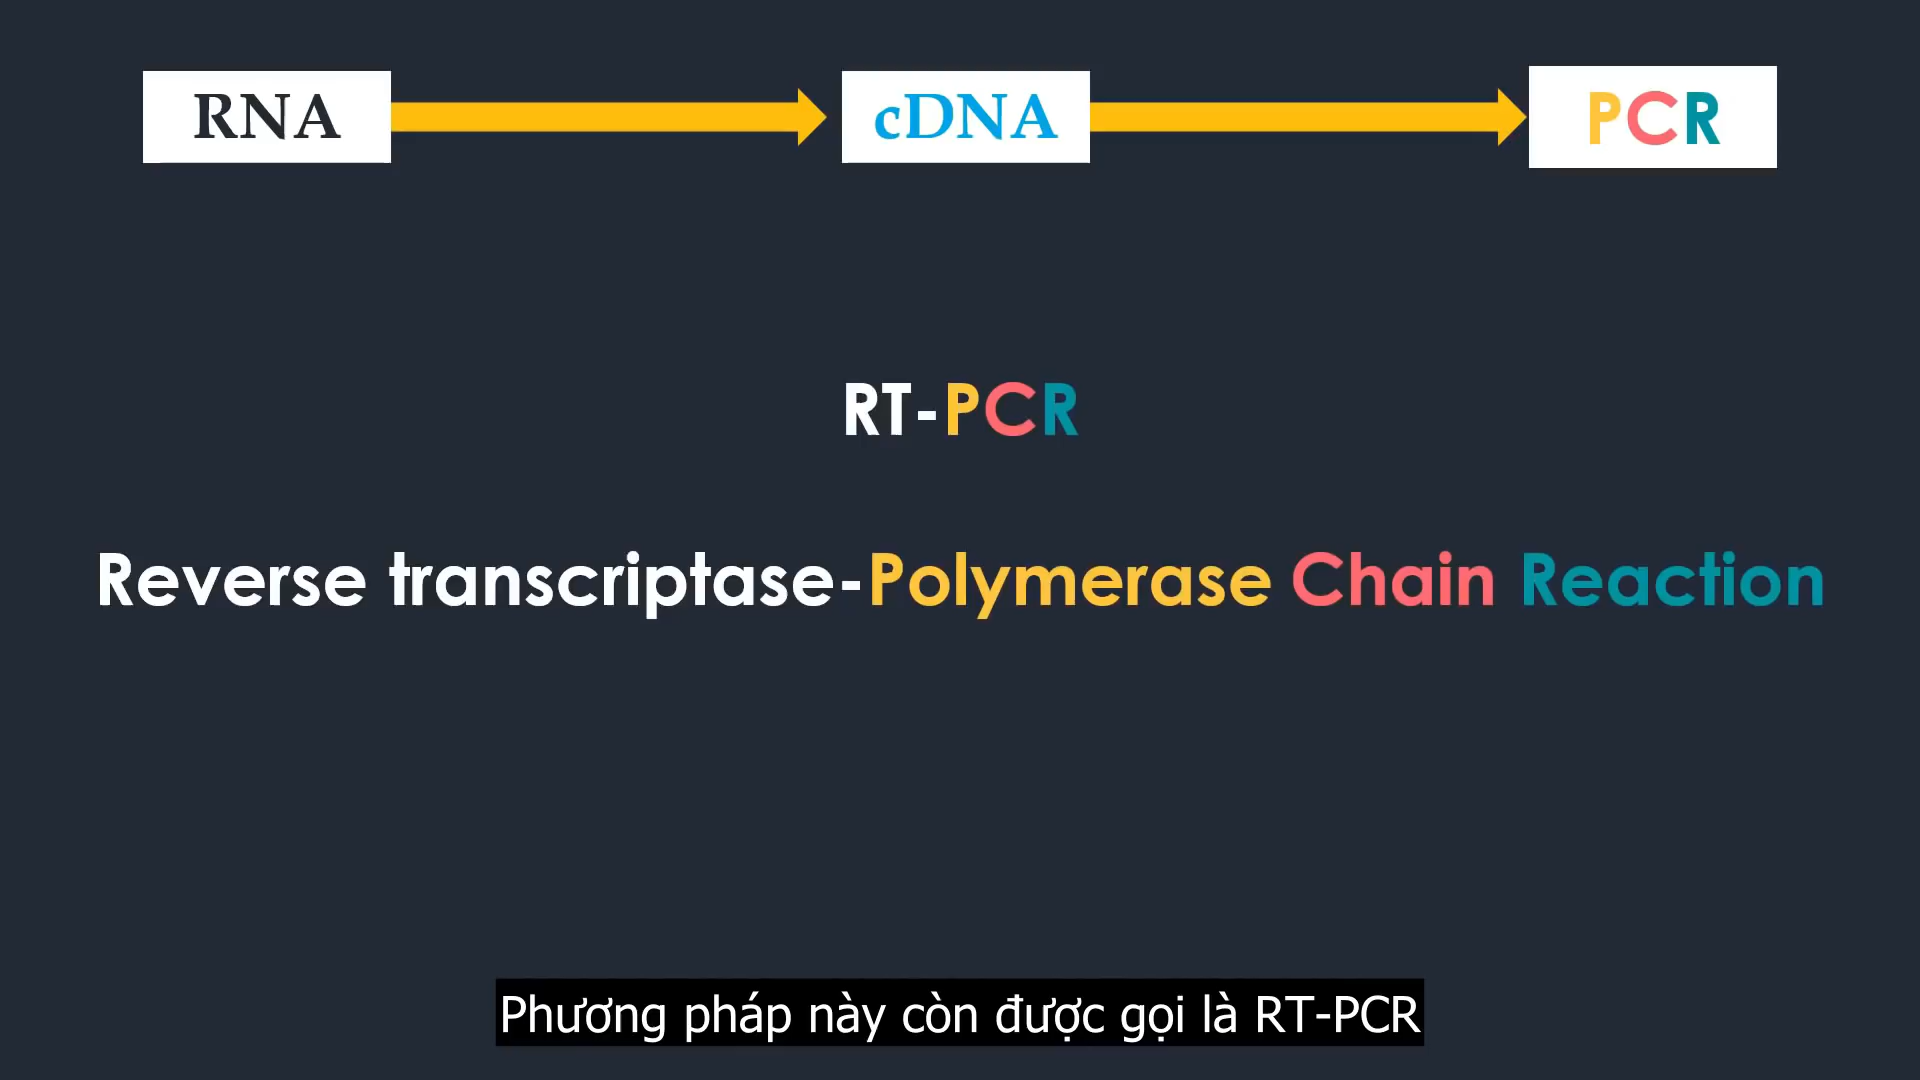 RNA cDNA PCR
RT-PCR
Reverse transcriptase-Polymerase Chain Reaction
Phương pháp này còn được gọi là RT-PCR